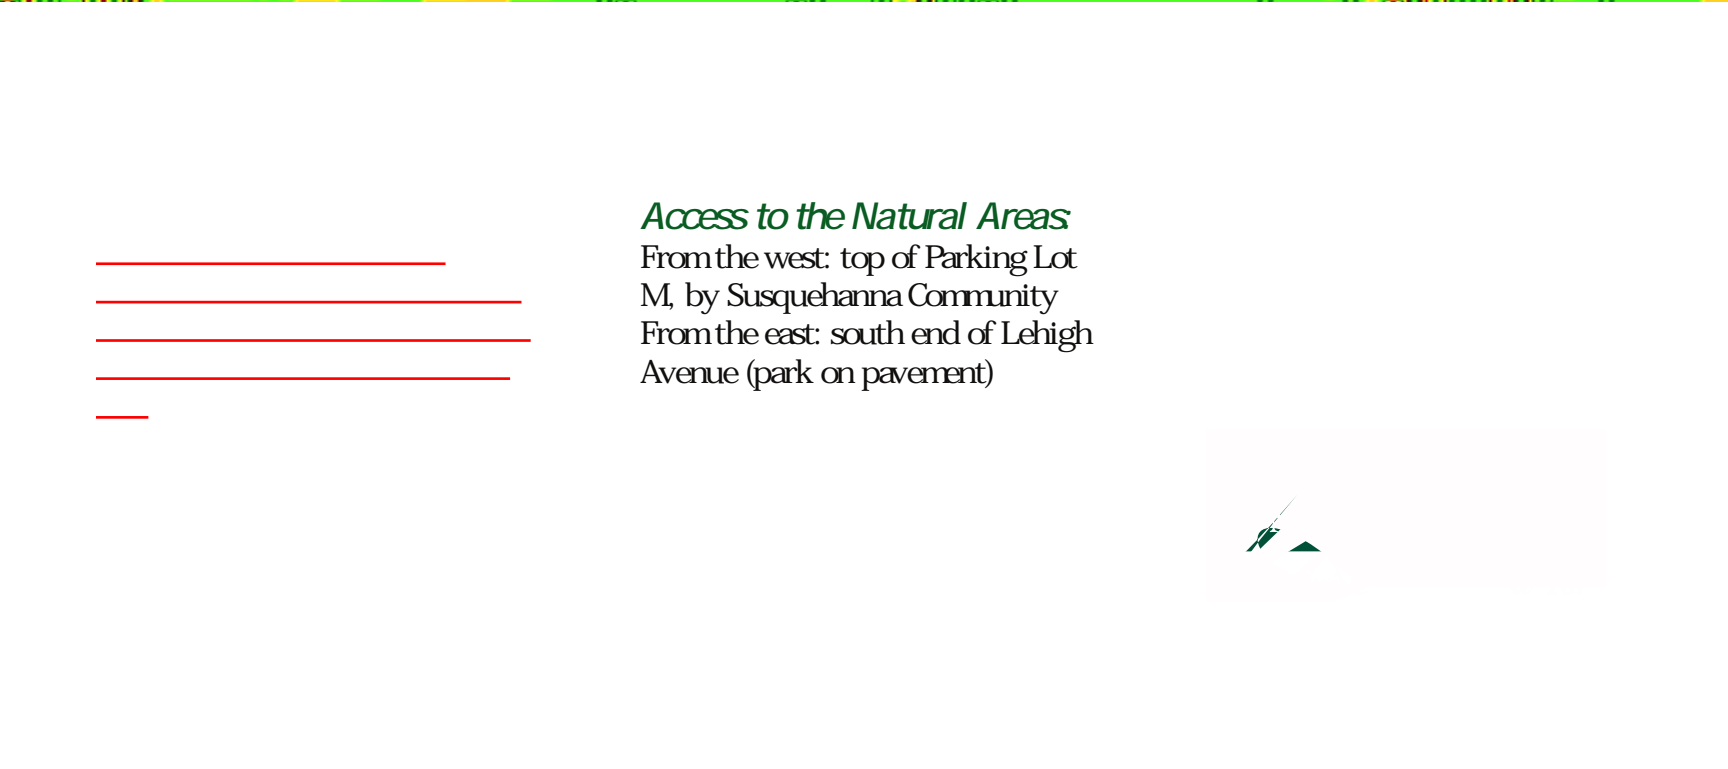 Access to the Natural Areas:
From the west: top of Parking Lot
M, by Susquehanna Community
From the east: south end of Lehigh
Avenue (park on pavement)